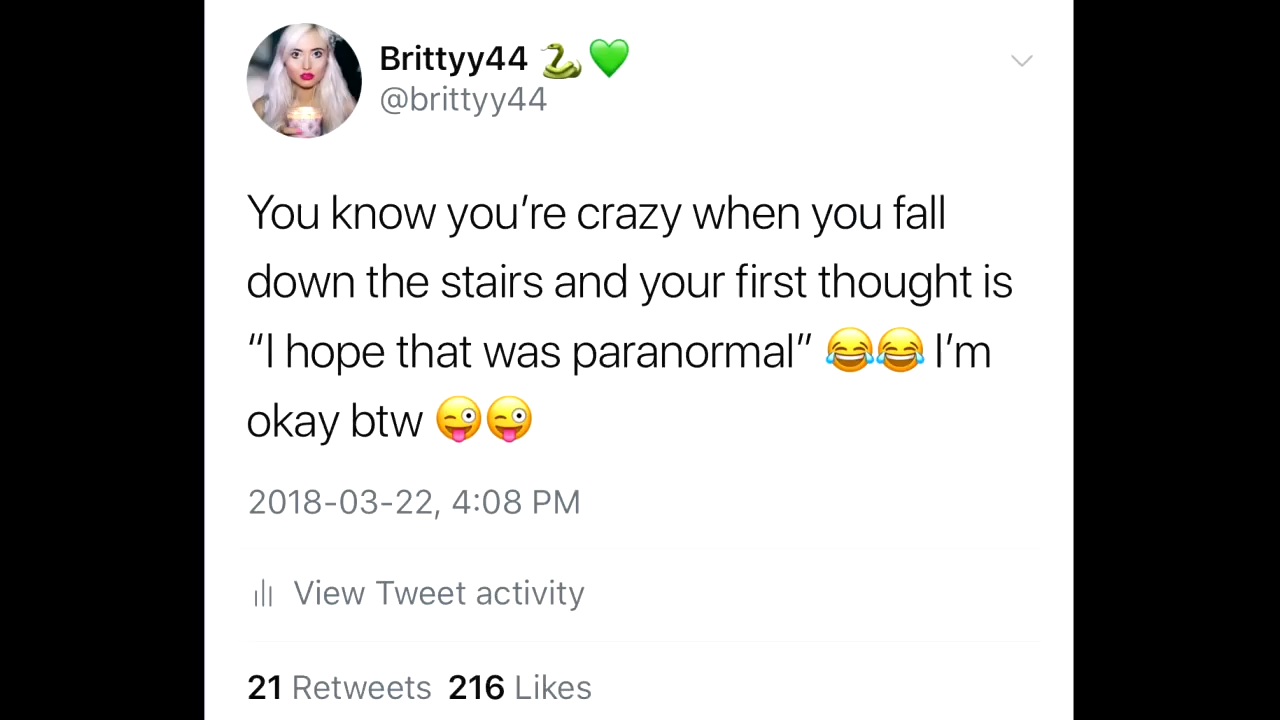 Brittyy44 🐍💚
@brittyy44
You know you’re crazy when you fall
down the stairs and your first thought is
“I hope that was paranormal” 😂😂 I’m
okay btw 😜😜
2018-03-22, 4:08 PM
View Tweet activity
21 Retweets 216 Likes